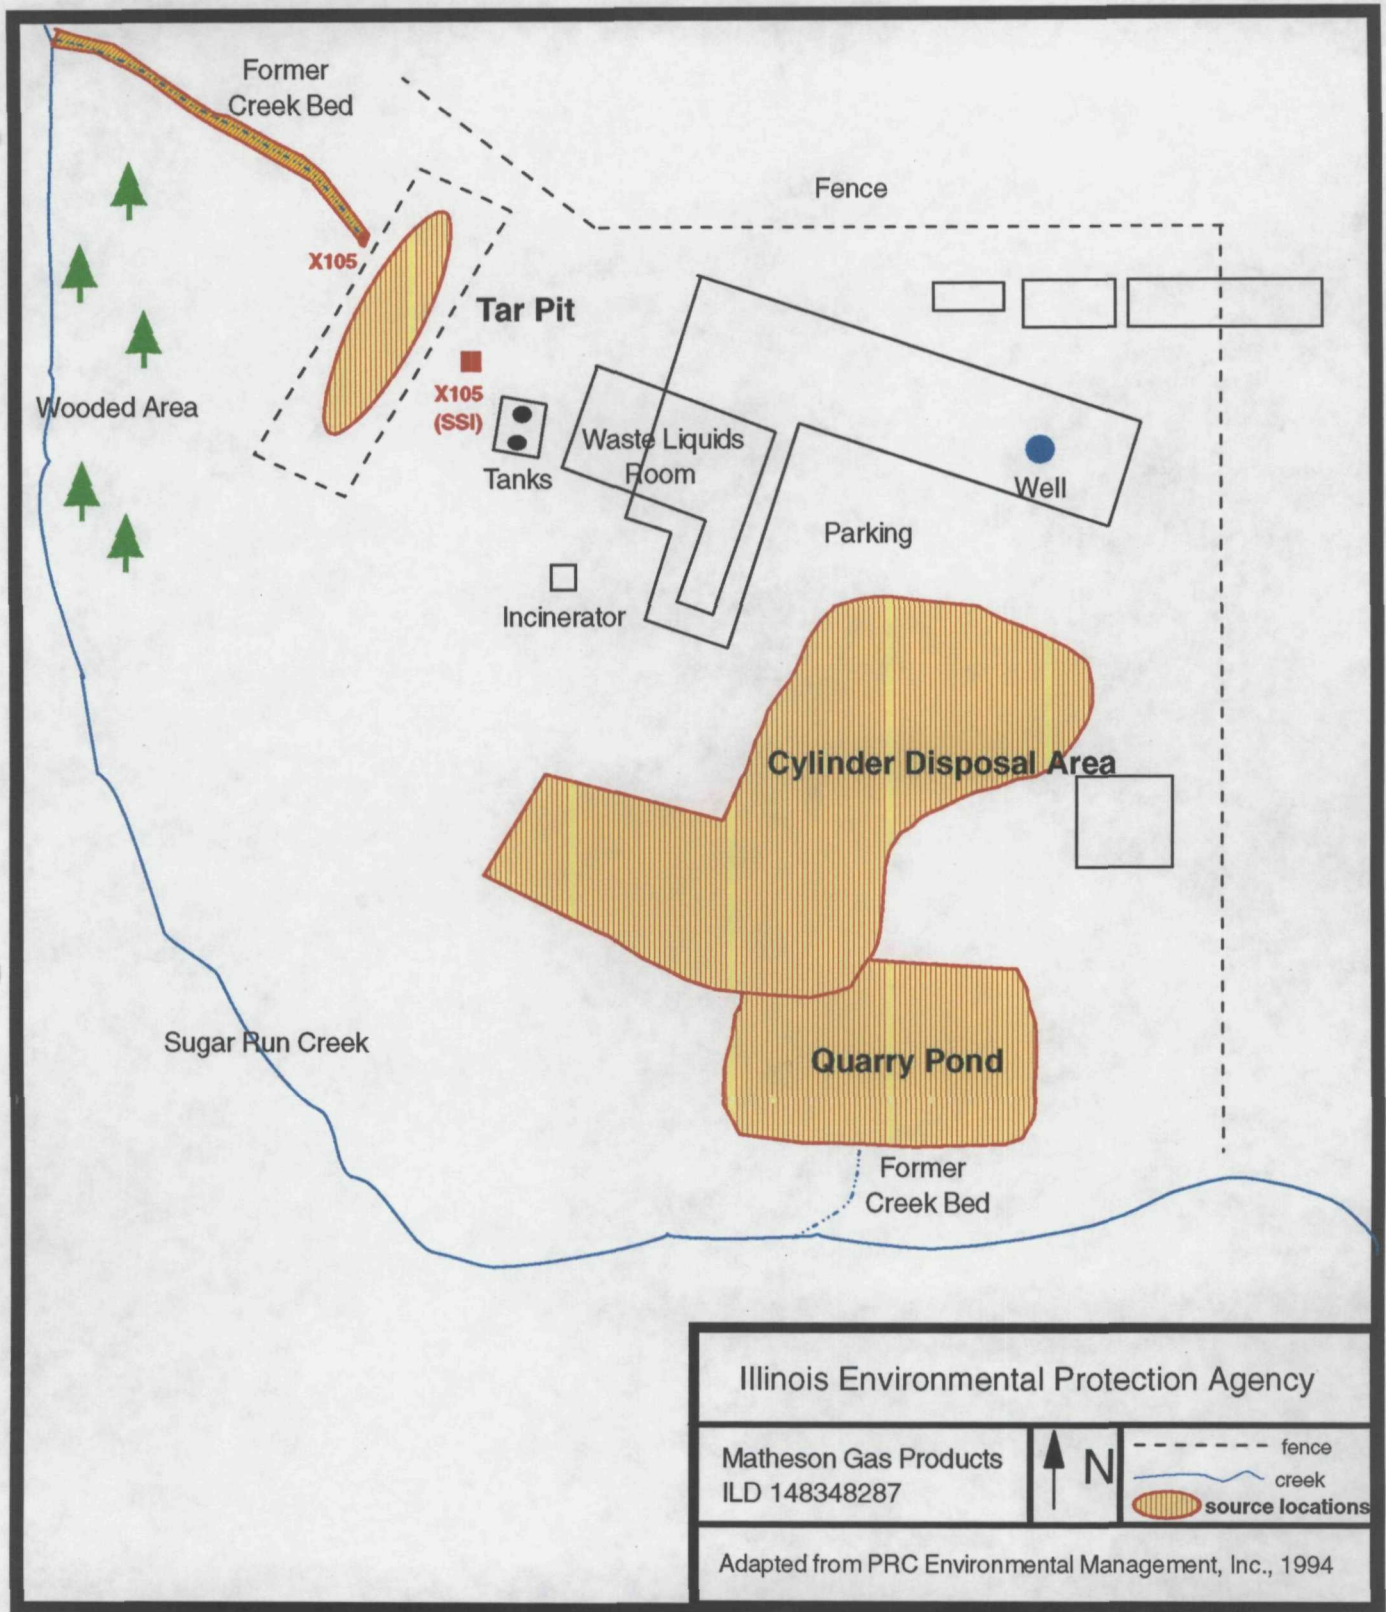 Former
Creek Bed
Fence
X105
Tar Pit
X105
(SSI)
Wooded Area
Waste Liquids
Room
Tanks
Well
Parking
Incinerator
Cylinder Disposal Area
Sugar Run Creek
Quarry Pond
Former
Creek Bed
Illinois Environmental Protection Agency
Matheson Gas Products
ILD 148348287
N
fence
creek
source locations
Adapted from PRC Environmental Management, Inc., 1994